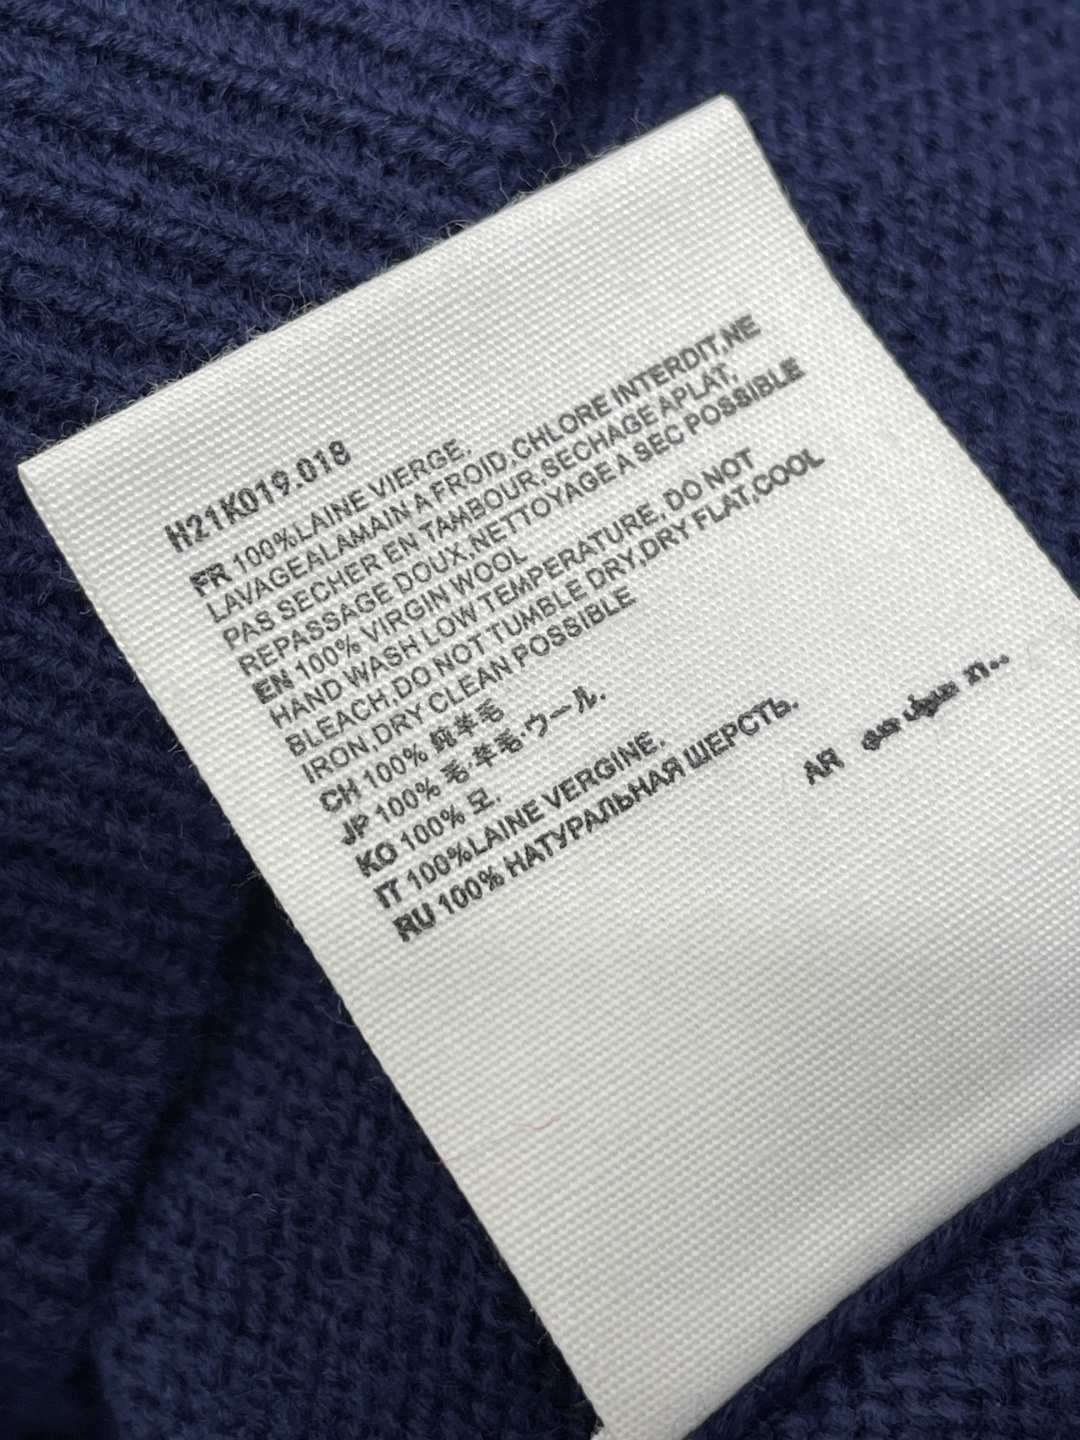 H21K019.018
FR 100%LAINE VIERGE.
LAVAGEALAMAIN A FROID,CHLORE INTERDIT,NE
PAS SECHER EN TAMBOUR,SECHAGE APLAT,
REPASSAGE DOUX,NETTOYAGE A SEC POSSIBLE
EN 100% VIRGIN WOOL
HAND WASH LOW TEMPERATURE. DO NOT
BLEACH,DO NOT TUMBLE DRY,DRY FLAT,COOL
IRON,DRY CLEAN POSSIBLE
CH 100% 純羊毛
JP 100% 毛·羊毛·ウール.
KO 100% 모.
IT 100%LAINE VERGINE.
RU 100% НАТУРАЛЬНАЯ ШЕРСТЬ.
AR